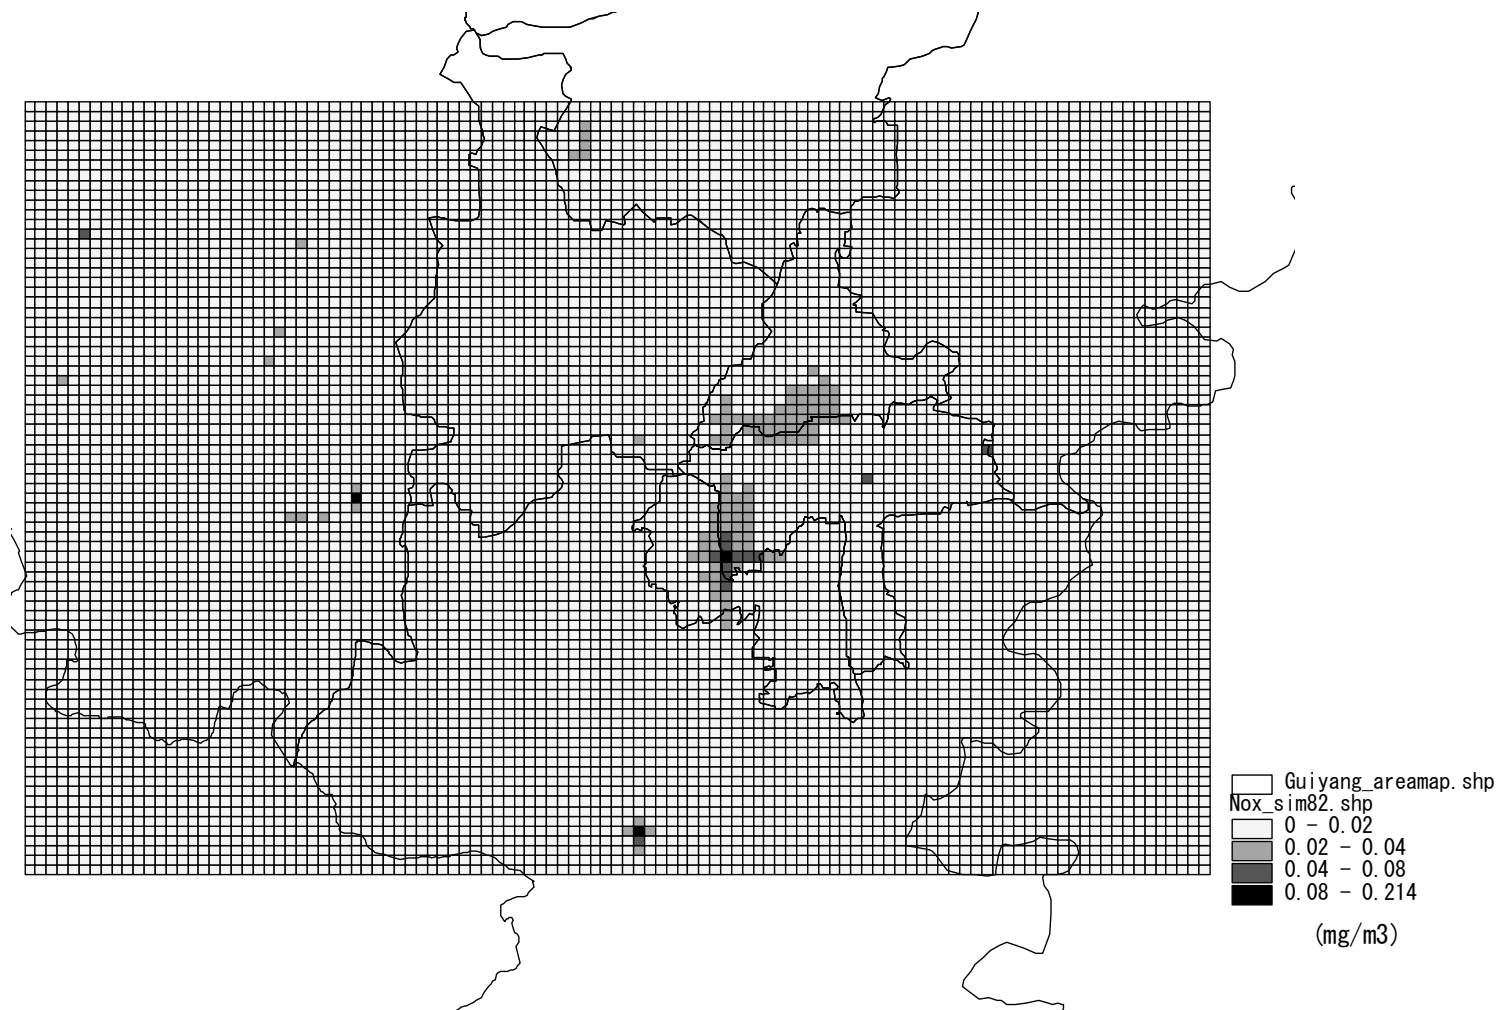 Guiyang_areamap.shp
Nox_sim82.shp
0 - 0.02
0.02 - 0.04
0.04 - 0.08
0.08 - 0.214
(mg/m3)